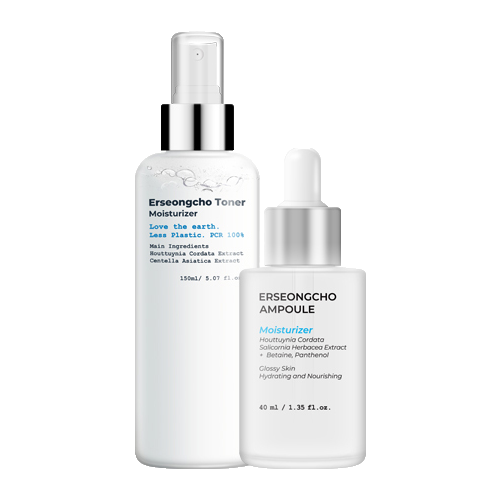 Erseongcho Toner
Moisturizer
Love the earth.
Less Plastic. PCR 100%
Main Ingredients
Houttuynia Cordata Extract
Centella Asiatica Extract
150ml/ 5.07 fl.oz
ERSEONGCHO
AMPOULE
Moisturizer
Houttuynia Cordata
Salicornia Herbacea Extract
+ Betaine, Panthenol
Glossy Skin
Hydrating and Nourishing
40 ml / 1.35 fl.oz.